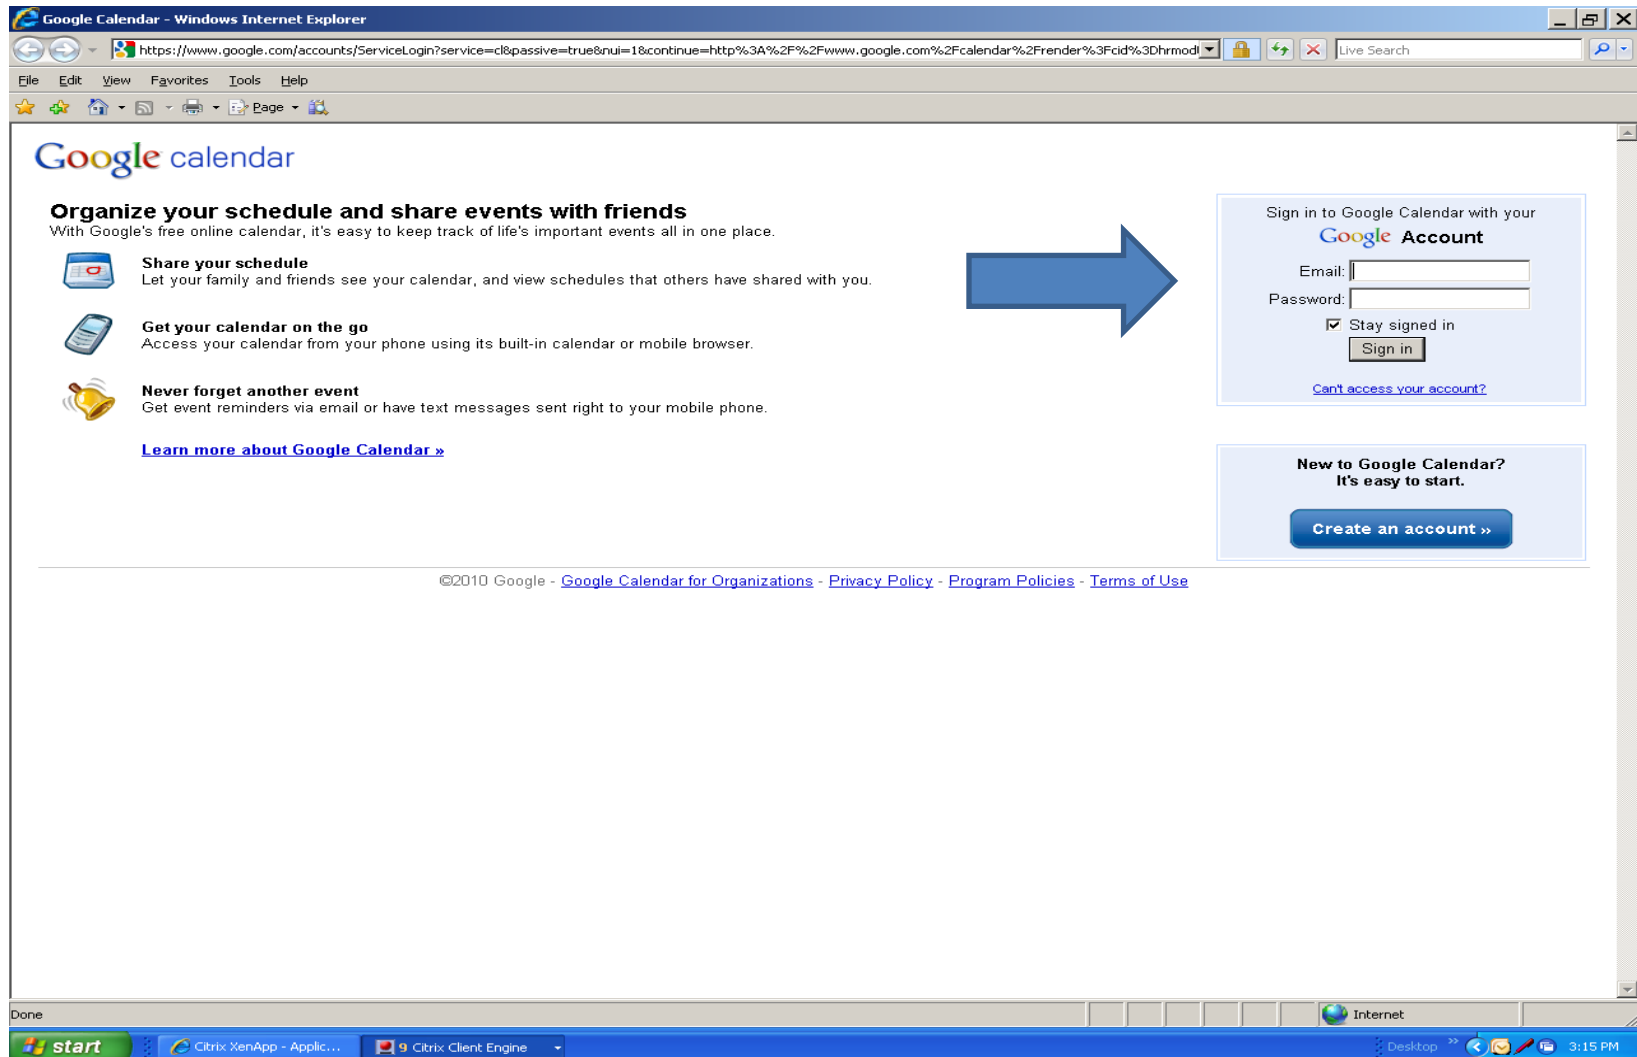 Google Calendar - Windows Internet Explorer
https://www.google.com/accounts/ServiceLogin?service=cl&passive=true&nui=1&continue=http%3A%2F%2Fwww.google.com%2Fcalendar%2Frender%3Fcid%3Dhrmod
Live Search
File Edit View Favorites Tools Help
Page
Google calendar
Organize your schedule and share events with friends
With Google's free online calendar, it's easy to keep track of life's important events all in one place.
Share your schedule
Let your family and friends see your calendar, and view schedules that others have shared with you.
Get your calendar on the go
Access your calendar from your phone using its built-in calendar or mobile browser.
Never forget another event
Get event reminders via email or have text messages sent right to your mobile phone.
Learn more about Google Calendar »
Sign in to Google Calendar with your
Google Account
Email:
Password:
Stay signed in
Sign in
Can't access your account?
New to Google Calendar?
It's easy to start.
Create an account »
©2010 Google - Google Calendar for Organizations - Privacy Policy - Program Policies - Terms of Use
Done
Internet
start
Citrix XenApp - Applic...
9 Citrix Client Engine
Desktop »
3:15 PM